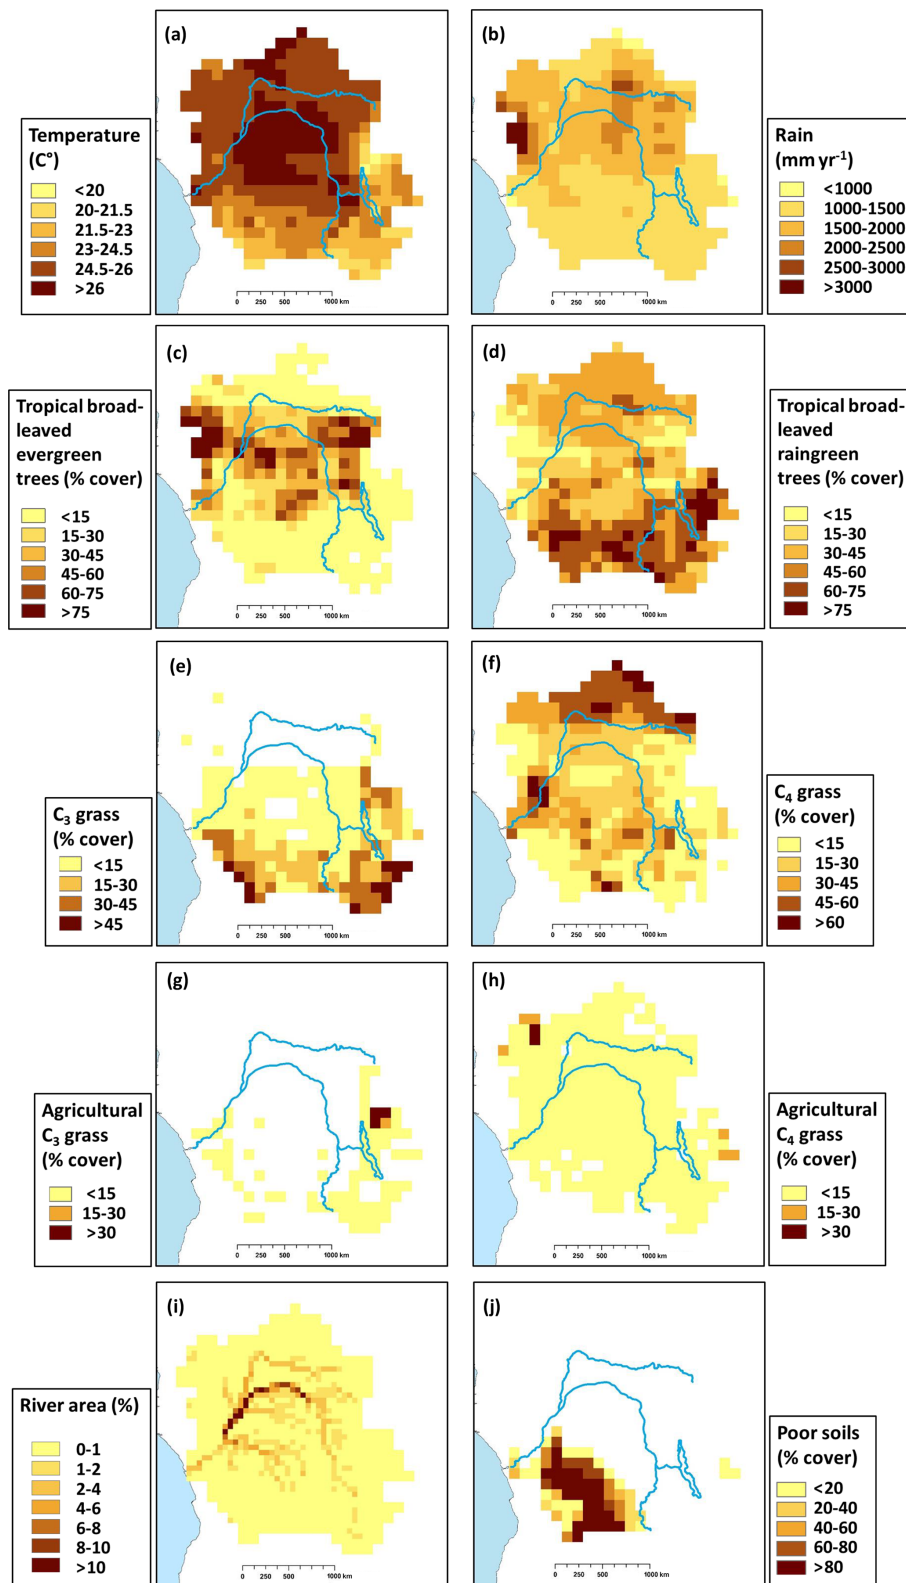 (a)
Temperature
(C°)
<20
20-21.5
21.5-23
23-24.5
24.5-26
>26
0 250 500 1000 km
(b)
Rain
(mm yr-1)
<1000
1000-1500
1500-2000
2000-2500
2500-3000
>3000
0 250 500 1000 km
(c)
Tropical broad-
leaved
evergreen
trees (% cover)
<15
15-30
30-45
45-60
60-75
>75
0 250 500 1000 km
(d)
Tropical broad-
leaved
raingreen
trees (% cover)
<15
15-30
30-45
45-60
60-75
>75
0 250 500 1000 km
(e)
C3 grass
(% cover)
<15
15-30
30-45
>45
0 250 500 1000 km
(f)
C4 grass
(% cover)
<15
15-30
30-45
45-60
>60
0 250 500 1000 km
(g)
Agricultural
C3 grass
(% cover)
<15
15-30
>30
0 250 500 1000 km
(h)
Agricultural
C4 grass
(% cover)
<15
15-30
>30
0 250 500 1000 km
(i)
River area (%)
0-1
1-2
2-4
4-6
6-8
8-10
>10
0 250 500 1000 km
(j)
Poor soils
(% cover)
<20
20-40
40-60
60-80
>80
0 250 500 1000 km